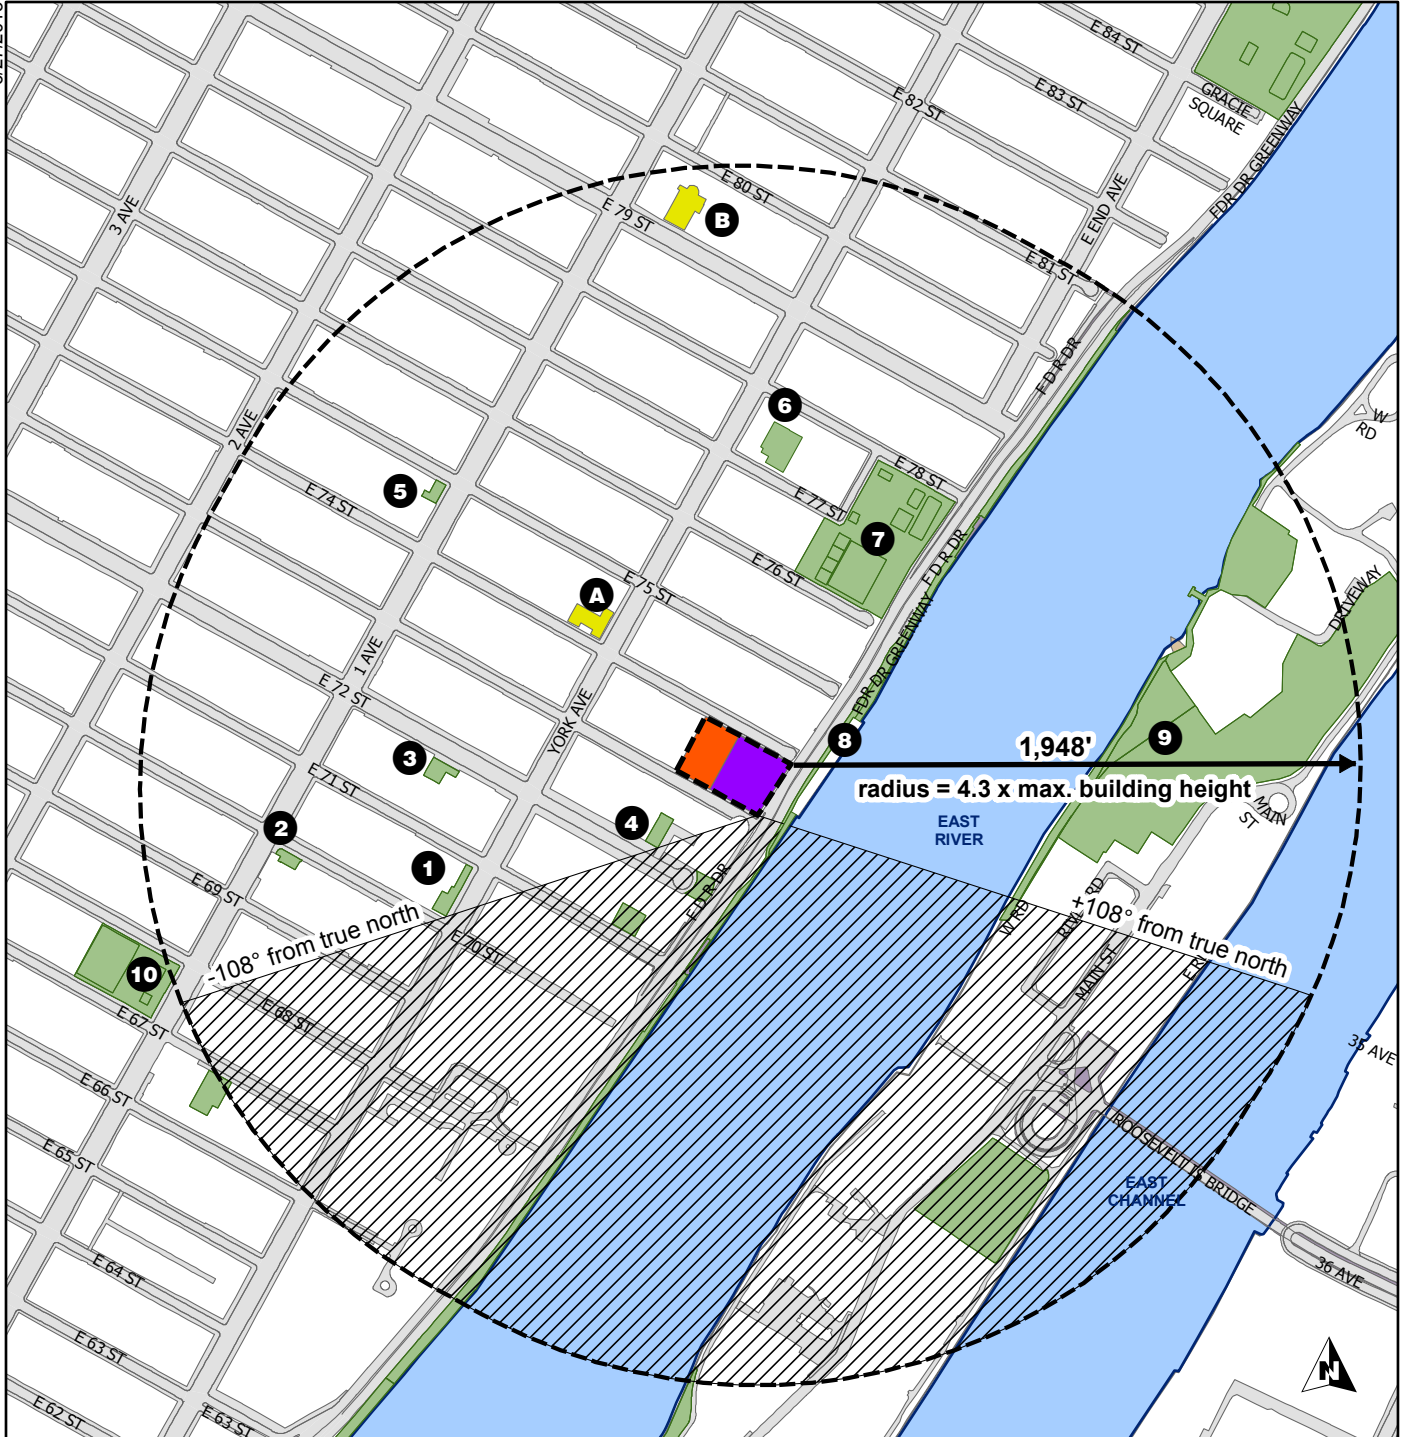 E 84 ST
E 83 ST
E 82 ST
GRACIE
SQUARE
FDR DR GREENWAY
E 80 ST
E 79 ST
B
3 AVE
E END AVE
E 81 ST
F D R DR
6
2 AVE
W
RD
5
E 74 ST
E 78 ST
E 77 ST
7
F D R DR
E 76 ST
E 75 ST
A
DRIVEWAY
FDR DR GREENWAY
1 AVE
E 72 ST
YORK AVE
8
9
1,948'
radius = 4.3 x max. building height
3
E 71 ST
EAST
RIVER
MAIN
ST
4
2
1
F D R DR
E 69 ST
W RD
+108° from true north
-108° from true north
E 70 ST
MAIN ST
10
E 68 ST
E 67 ST
35 AVE
E 66 ST
ROOSEVELT IS BRIDGE
E 65 ST
EAST
CHANNEL
E 64 ST
36 AVE
E 63 ST
N
E 62 ST
E 63 ST